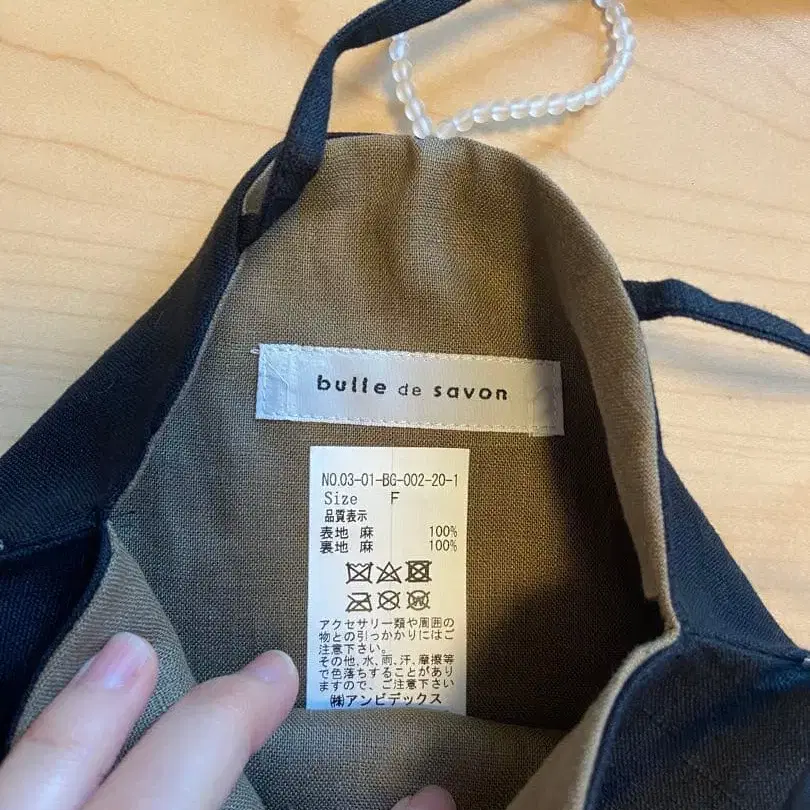 bulle de savon
NO.03-01-BG-002-20-1
Size F
品質表示
表地 麻 100%
裏地 麻 100%
アクセサリー類や周囲の
物との引っかかりにはご
注意下さい。
その他、水、雨、汗、摩擦等
で色落ちすることがあり
ますので、ご注意下さい
㈱アンビデックス